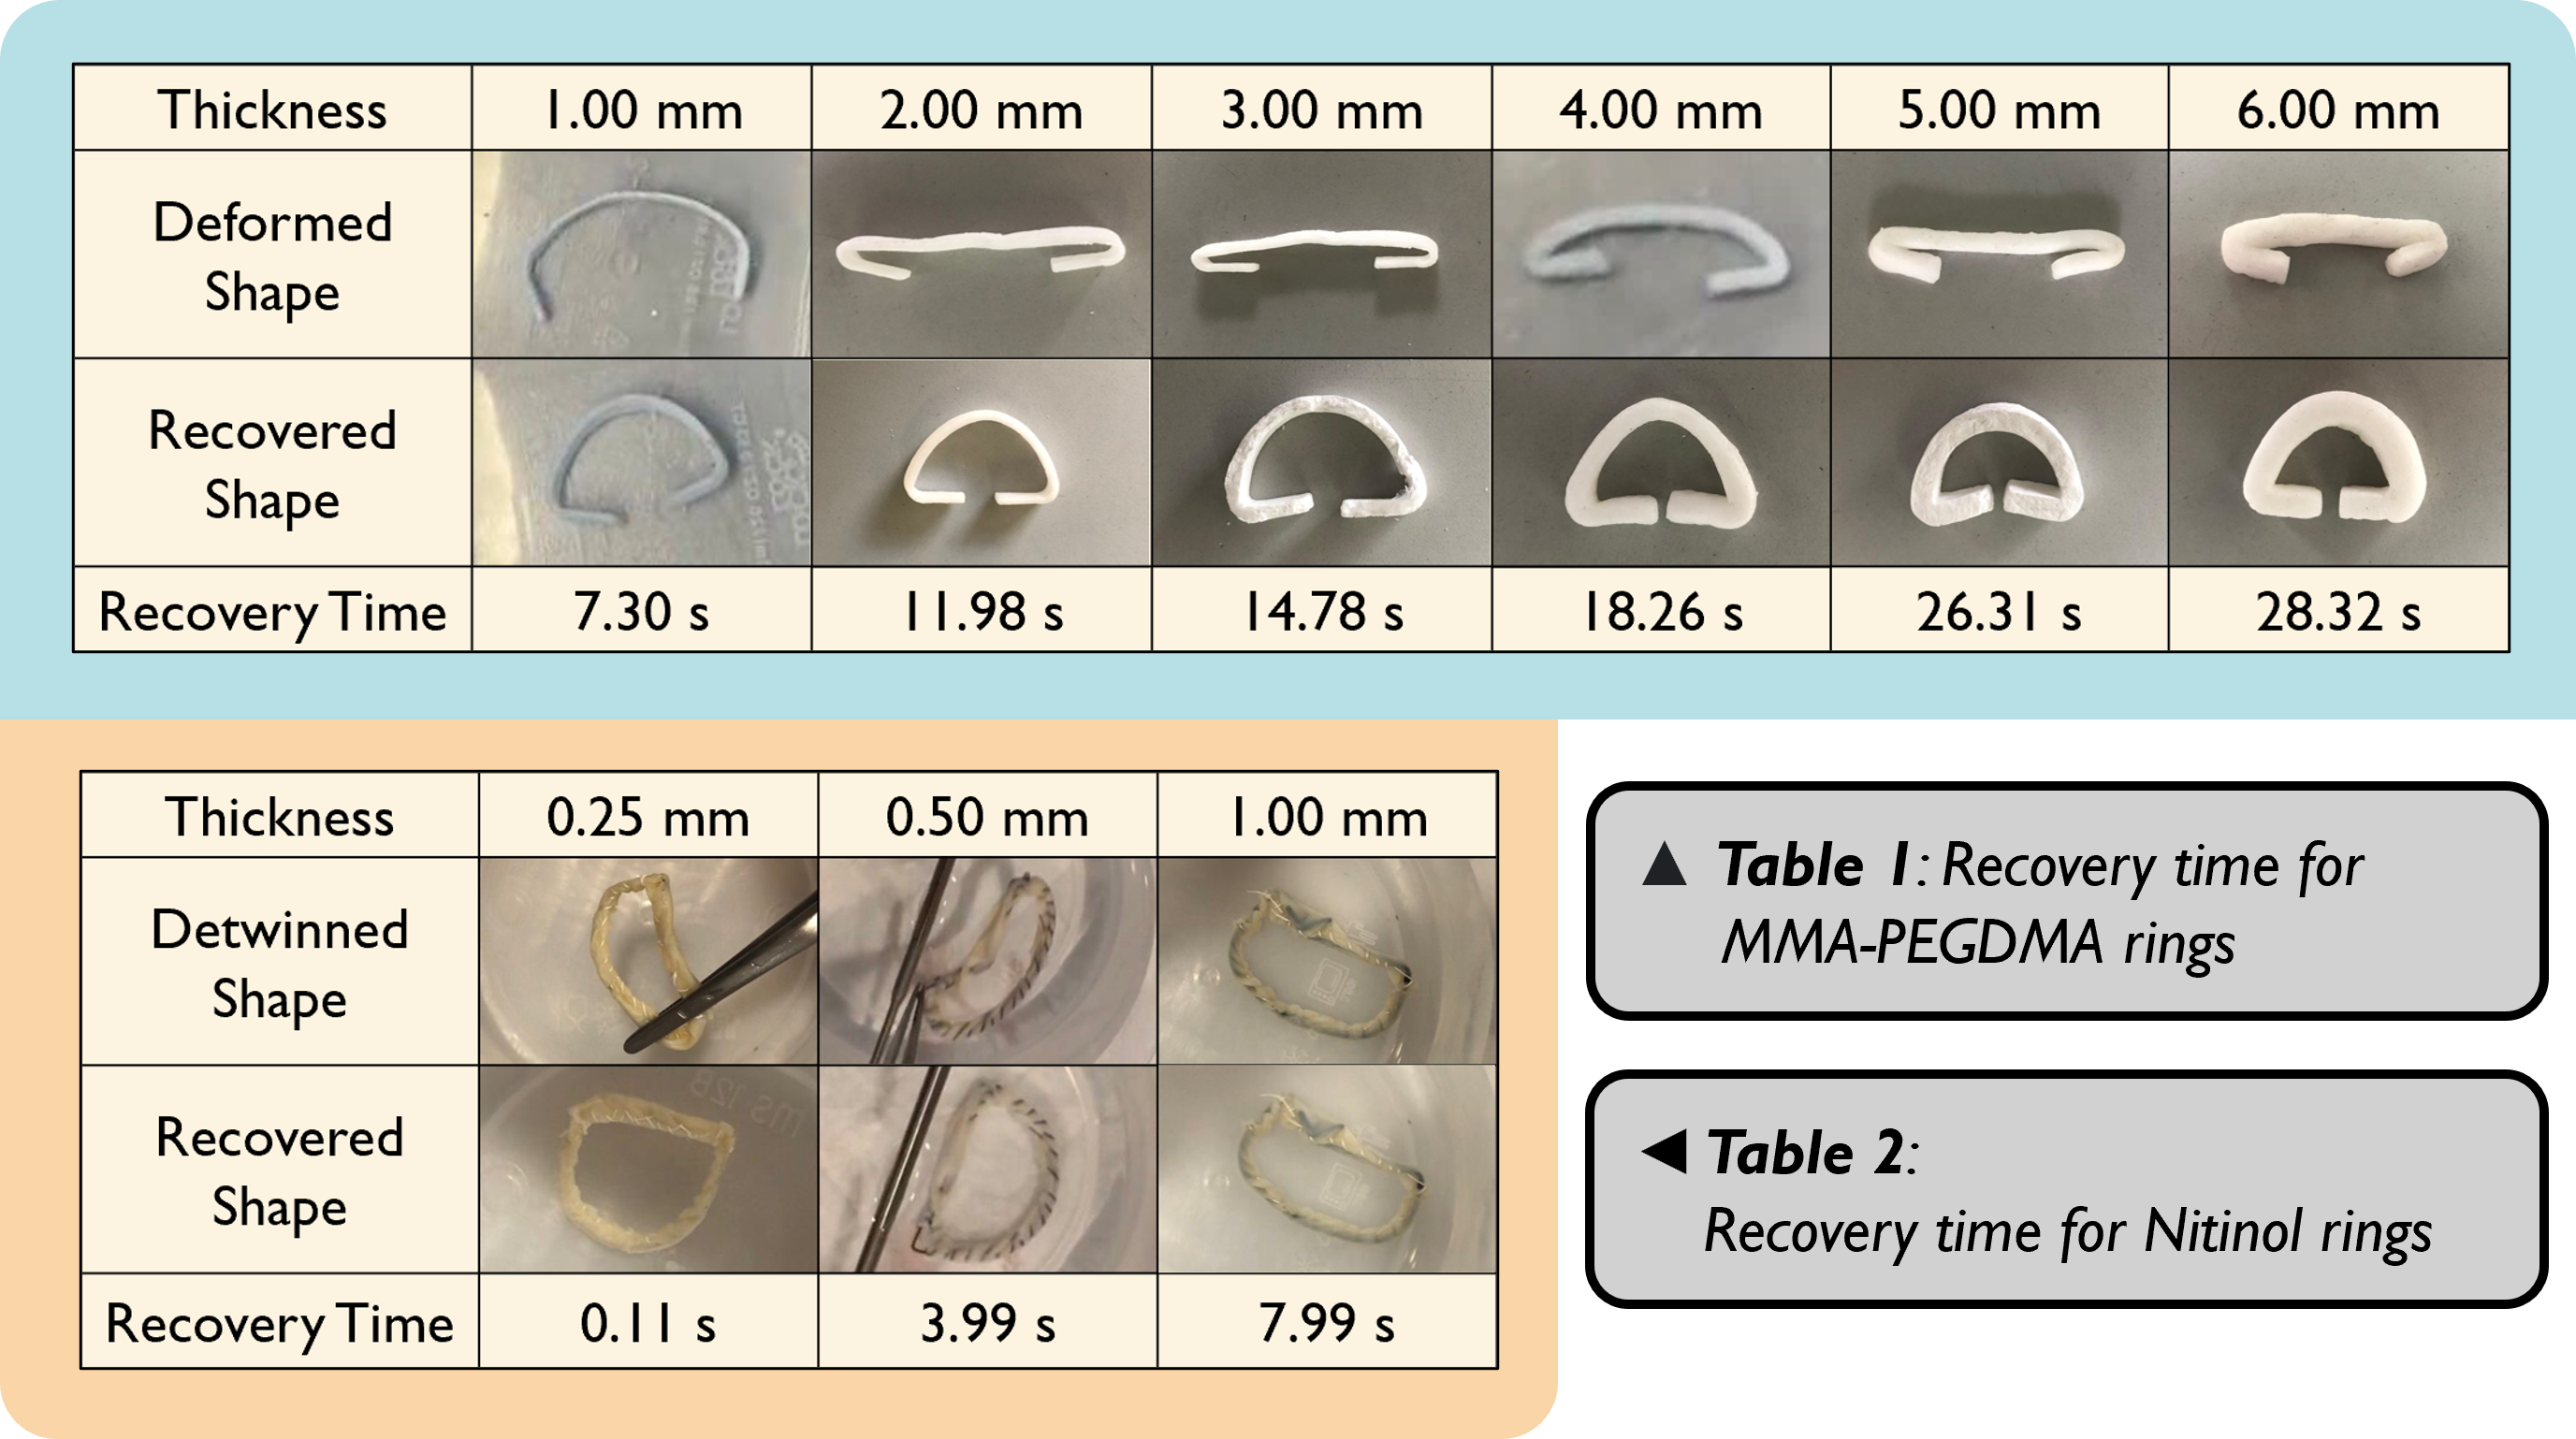 Thickness 1.00 mm 2.00 mm 3.00 mm 4.00 mm 5.00 mm 6.00 mm
Deformed
Shape
Recovered
Shape
Recovery Time 7.30 s 11.98 s 14.78 s 18.26 s 26.31 s 28.32 s
Thickness 0.25 mm 0.50 mm 1.00 mm
Detwinned
Shape
Recovered
Shape
Recovery Time 0.11 s 3.99 s 7.99 s
▲ Table 1: Recovery time for
MMA-PEGDMA rings
◀ Table 2:
Recovery time for Nitinol rings